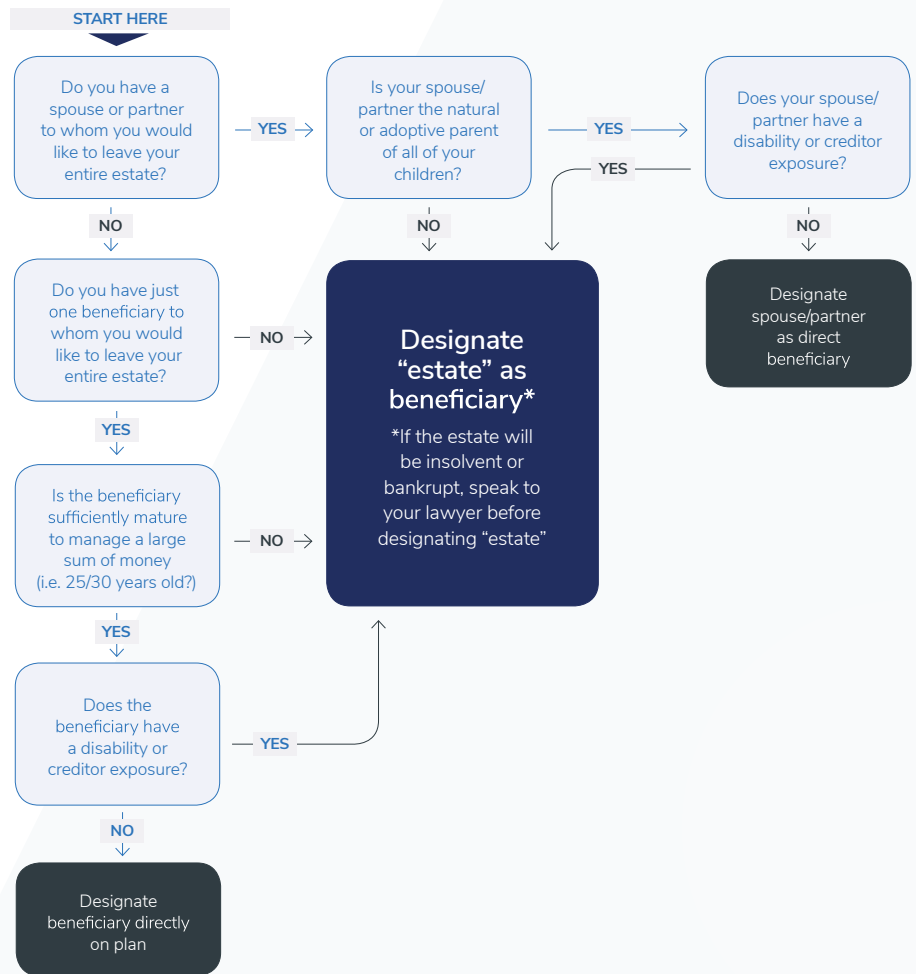 START HERE
Do you have a
spouse or partner
to whom you would
like to leave your
entire estate?
YES
Is your spouse/
partner the natural
or adoptive parent
of all of your
children?
YES
YES
Does your spouse/
partner have a
disability or creditor
exposure?
NO
NO
NO
Do you have just
one beneficiary to
whom you would
like to leave your
entire estate?
NO
Designate
“estate” as
beneficiary*
*If the estate will
be insolvent or
bankrupt, speak to
your lawyer before
designating “estate”
Designate
spouse/partner
as direct
beneficiary
YES
Is the beneficiary
sufficiently mature
to manage a large
sum of money
(i.e. 25/30 years old?)
NO
YES
Does the
beneficiary have
a disability or
creditor exposure?
YES
NO
Designate
beneficiary directly
on plan